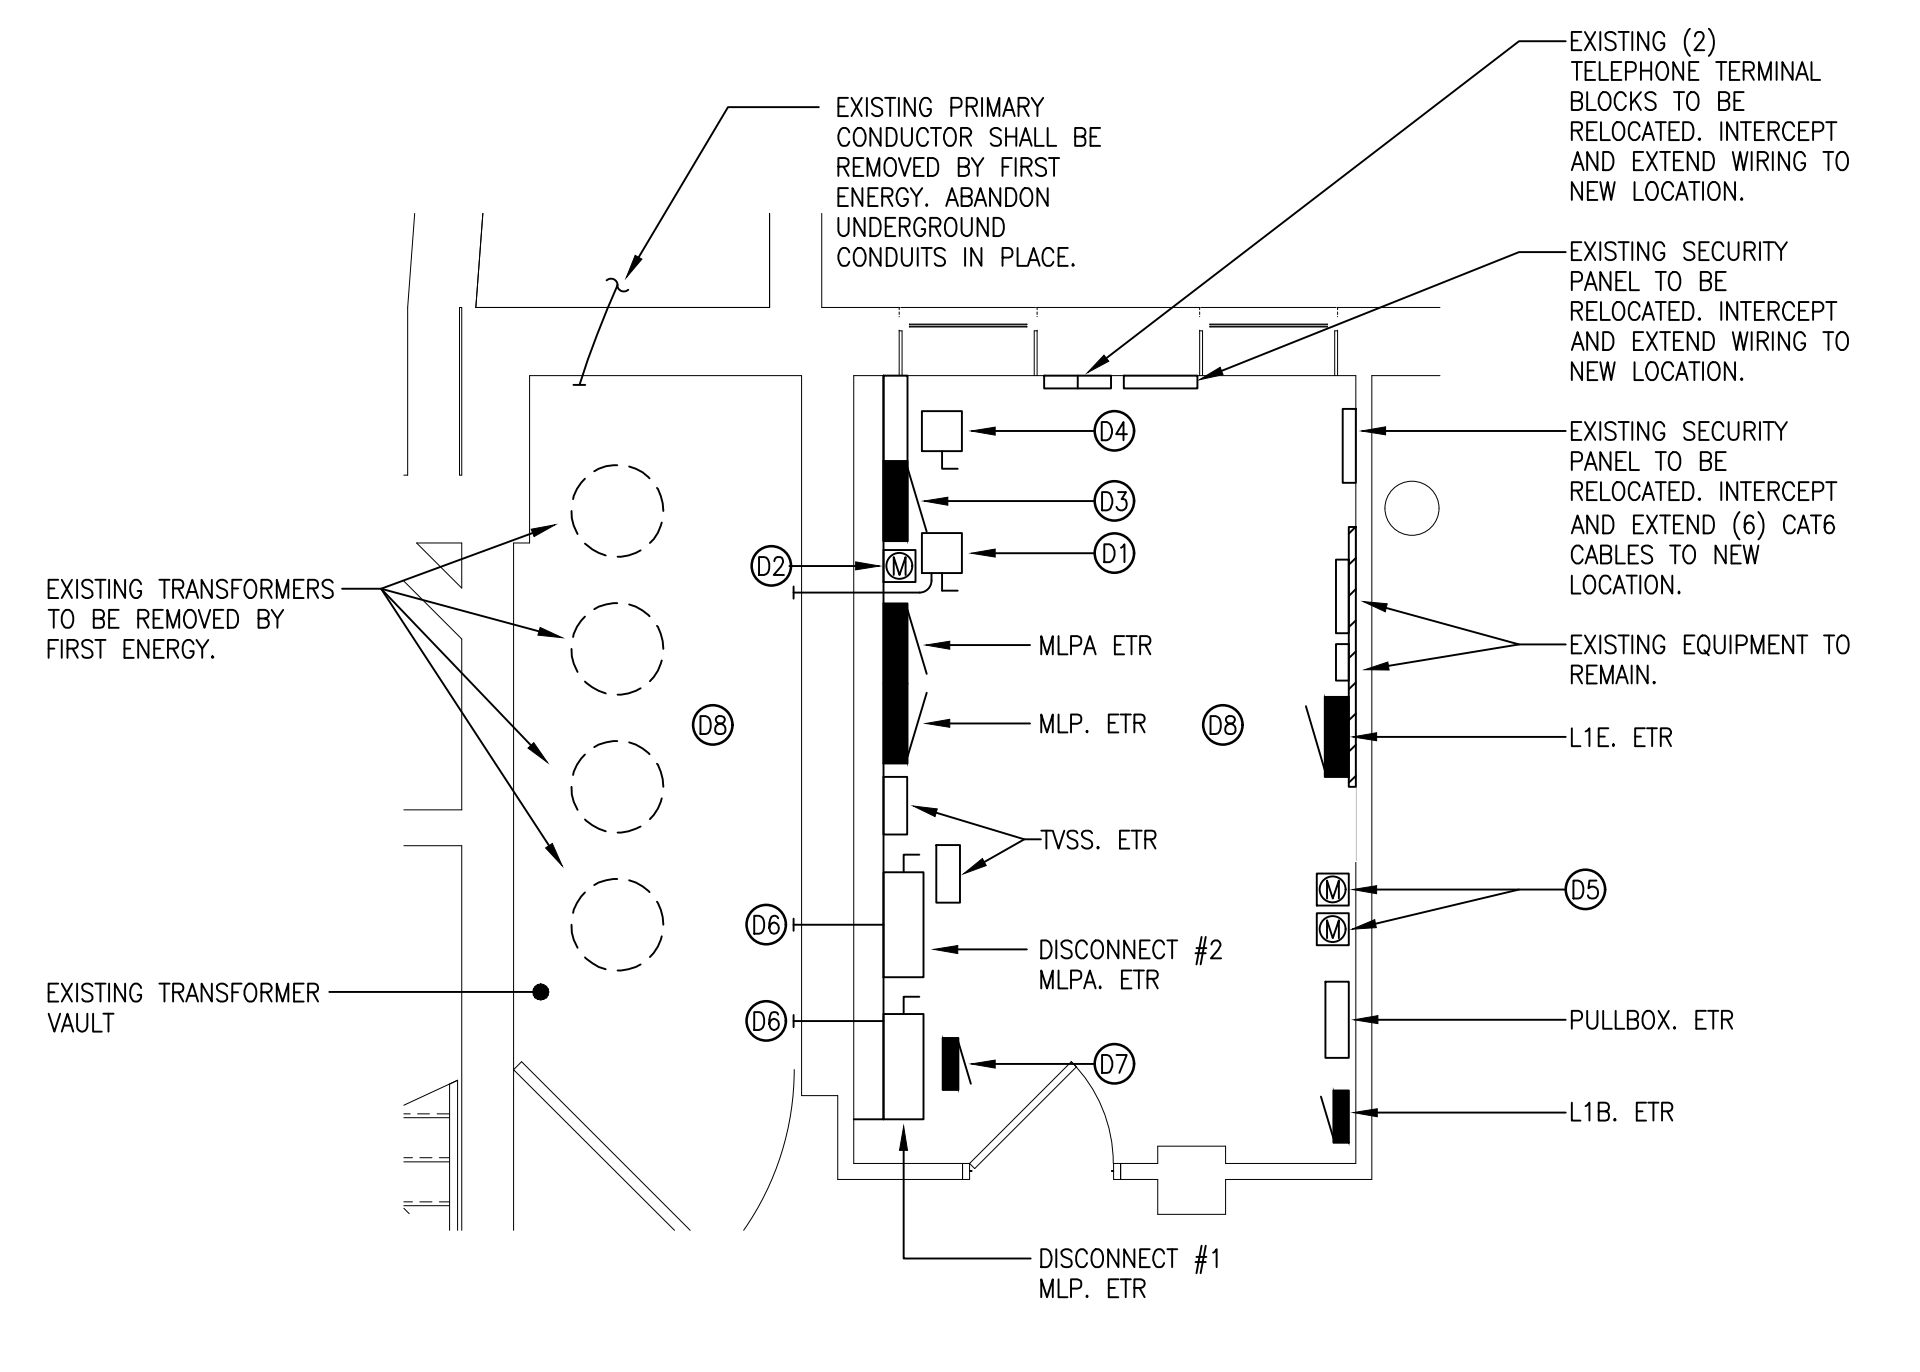 EXISTING (2)
TELEPHONE TERMINAL
BLOCKS TO BE
RELOCATED. INTERCEPT
AND EXTEND WIRING TO
NEW LOCATION.
EXISTING PRIMARY
CONDUCTOR SHALL BE
REMOVED BY FIRST
ENERGY. ABANDON
UNDERGROUND
CONDUITS IN PLACE.
EXISTING SECURITY
PANEL TO BE
RELOCATED. INTERCEPT
AND EXTEND WIRING TO
NEW LOCATION.
EXISTING SECURITY
PANEL TO BE
RELOCATED. INTERCEPT
AND EXTEND (6) CAT6
CABLES TO NEW
LOCATION.
D4
D3
D1
D2
M
EXISTING TRANSFORMERS
TO BE REMOVED BY
FIRST ENERGY.
MLPA ETR
EXISTING EQUIPMENT TO
REMAIN.
D8
MLP. ETR
D8
L1E. ETR
TVSS. ETR
M
D5
M
D6
DISCONNECT #2
MLPA. ETR
EXISTING TRANSFORMER
VAULT
D6
PULLBOX. ETR
D7
L1B. ETR
DISCONNECT #1
MLP. ETR